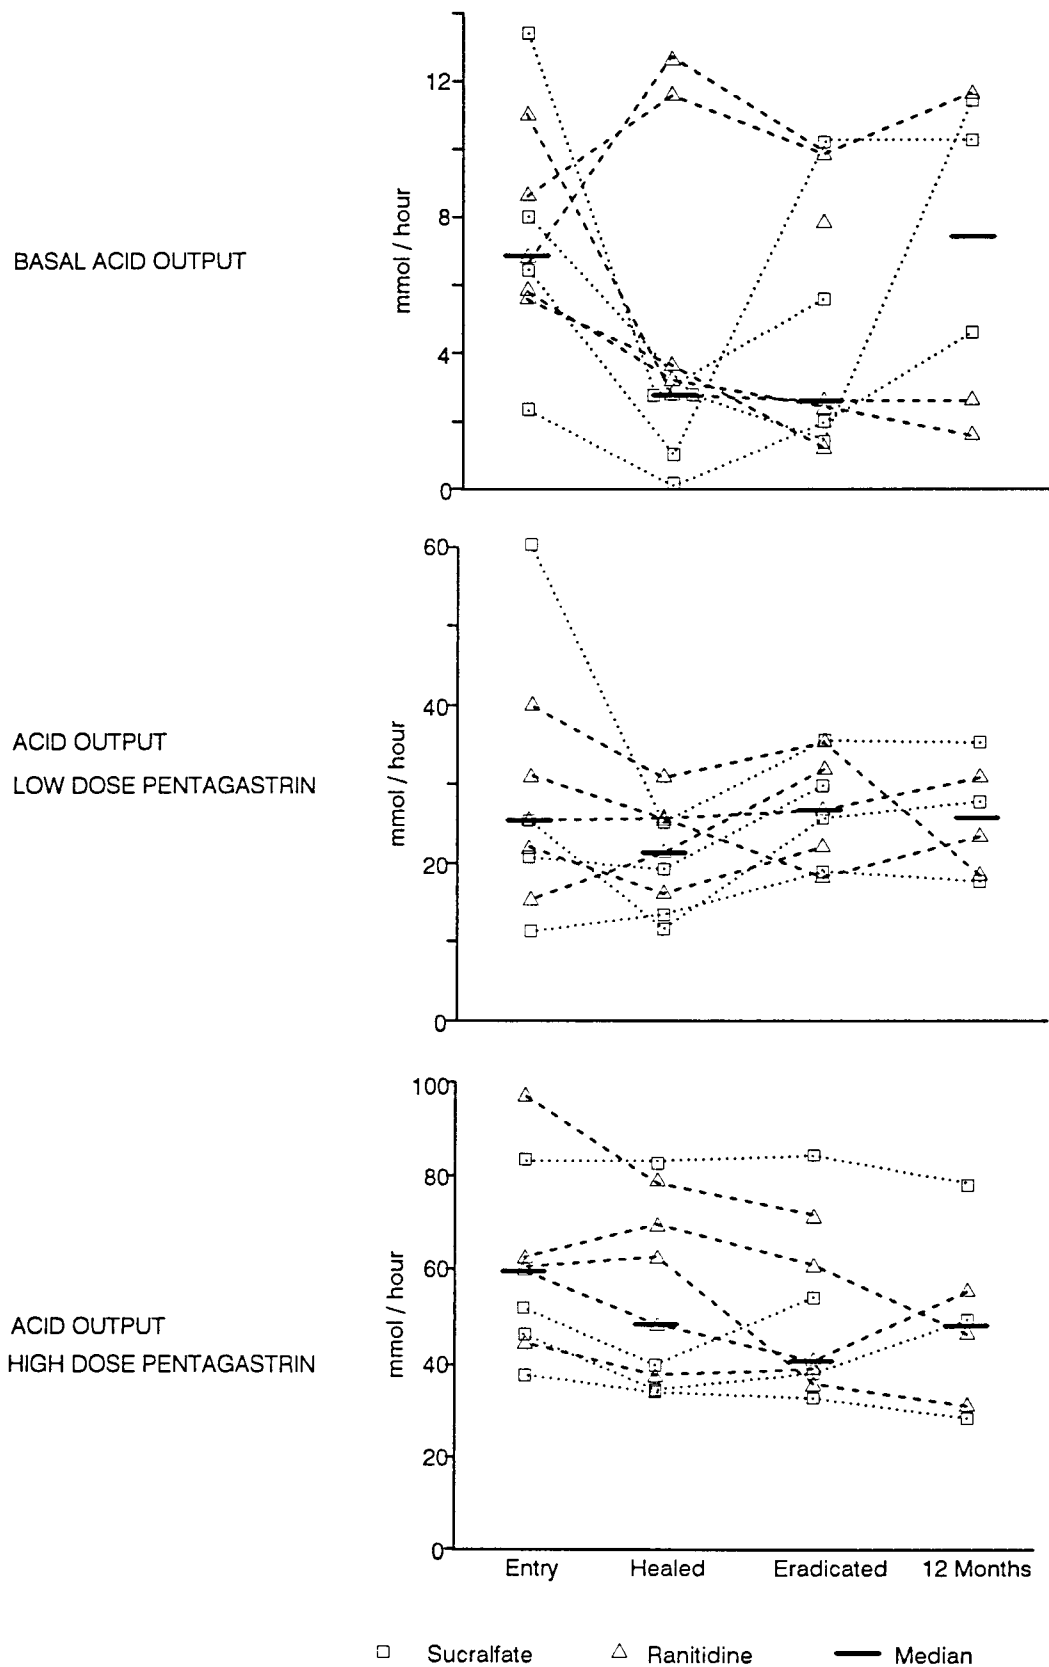 12
8
4
0
mmol / hour
BASAL ACID OUTPUT
60
40
20
0
mmol / hour
ACID OUTPUT
LOW DOSE PENTAGASTRIN
100
80
60
40
20
0
mmol / hour
ACID OUTPUT
HIGH DOSE PENTAGASTRIN
Entry Healed Eradicated 12 Months
Sucralfate Ranitidine Median